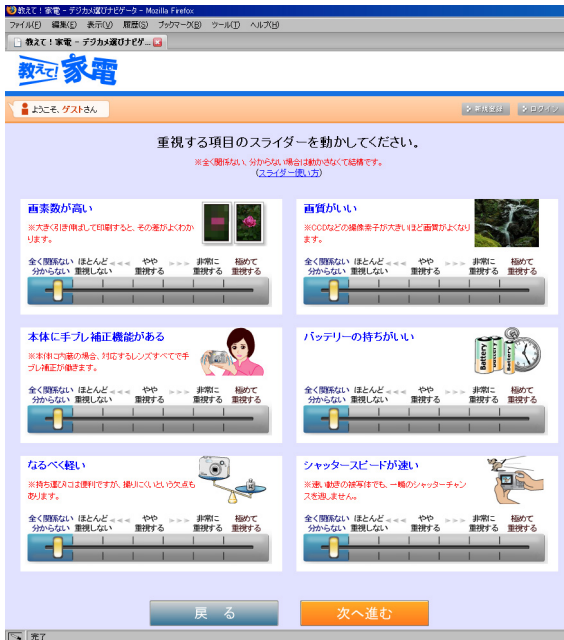 教えて！家電 - デジカメ選びナビゲータ - Mozilla Firefox
ファイル(F) 編集(E) 表示(V) 履歴(S) ブックマーク(B) ツール(T) ヘルプ(H)
教えて！家電 - デジカメ選びナビゲ...
教えて!家電
ようこそ、ゲストさん
新規登録 ログイン
重視する項目のスライダーを動かしてください。
※全く関係ない、分からない場合は動かさなくて結構です。
(スライダー使い方)
画素数が高い
※大きく引き伸ばして印刷すると、その差がよくわか
ります。
全く関係ない ほとんど <<< やや >>> 非常に 極めて
分からない 重視しない 重視する 重視する 重視する
画質がいい
※CCDなどの撮像素子が大きいほど画質がよくなり
ます。
全く関係ない ほとんど <<< やや >>> 非常に 極めて
分からない 重視しない 重視する 重視する 重視する
本体に手ブレ補正機能がある
※本体に内蔵の場合、対応するレンズすべてで手
ブレ補正が働きます。
全く関係ない ほとんど <<< やや >>> 非常に 極めて
分からない 重視しない 重視する 重視する 重視する
バッテリーの持ちがいい
Battery
Battery
全く関係ない ほとんど <<< やや >>> 非常に 極めて
分からない 重視しない 重視する 重視する 重視する
なるべく軽い
※持ち運びには便利ですが、撮りにくいという欠点も
あります。
全く関係ない ほとんど <<< やや >>> 非常に 極めて
分からない 重視しない 重視する 重視する 重視する
シャッタースピードが速い
※速い動きの被写体でも、一瞬のシャッターチャン
スを逃しません。
全く関係ない ほとんど <<< やや >>> 非常に 極めて
分からない 重視しない 重視する 重視する 重視する
戻 る
次へ進む
完了